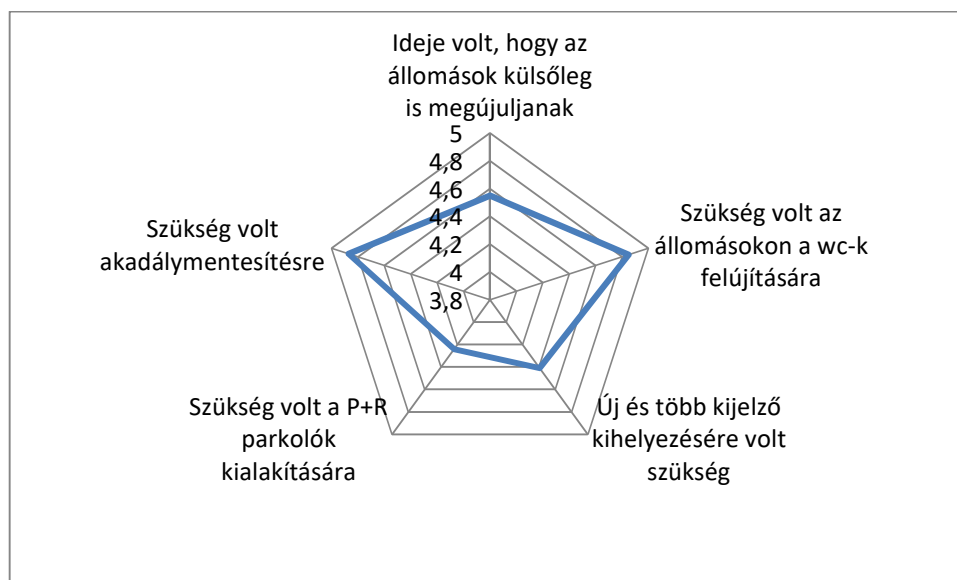 Ideje volt, hogy az
állomások külsőleg
is megújuljanak
5
4,8
4,6
4,4
4,2
4
3,8
Szükség volt az
állomásokon a wc-k
felújítására
Új és több kijelző
kihelyezésére volt
szükség
Szükség volt a P+R
parkolók
kialakítására
Szükség volt
akadálymentesítésre